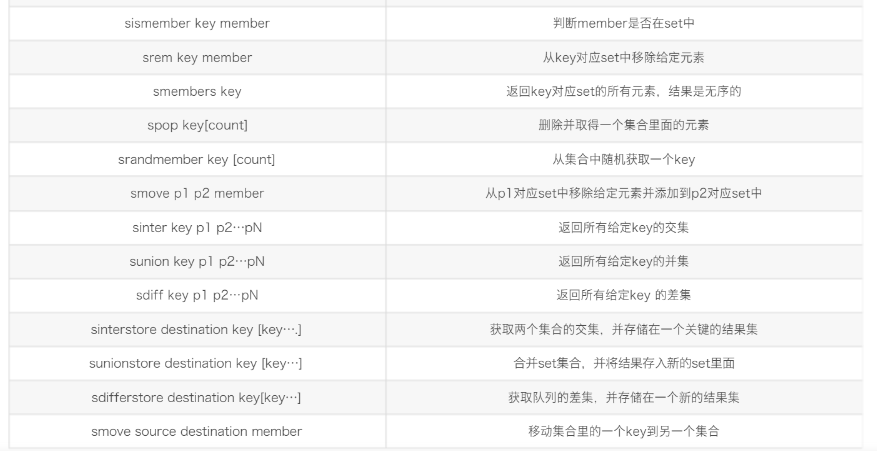 sismember key member 判断member是否在set中
srem key member 从key对应set中移除给定元素
smembers key 返回key对应set的所有元素，结果是无序的
spop key[count] 删除并取得一个集合里面的元素
srandmember key [count] 从集合中随机获取一个key
smove p1 p2 member 从p1对应set中移除给定元素并添加到p2对应set中
sinter key p1 p2…pN 返回所有给定key的交集
sunion key p1 p2…pN 返回所有给定key的并集
sdiff key p1 p2…pN 返回所有给定key 的差集
sinterstore destination key [key….] 获取两个集合的交集，并存储在一个关键的结果集
sunionstore destination key [key…] 合并set集合，并将结果存入新的set里面
sdifferstore destination key[key…] 获取队列的差集，并存储在一个新的结果集
smove source destination member 移动集合里的一个key到另一个集合